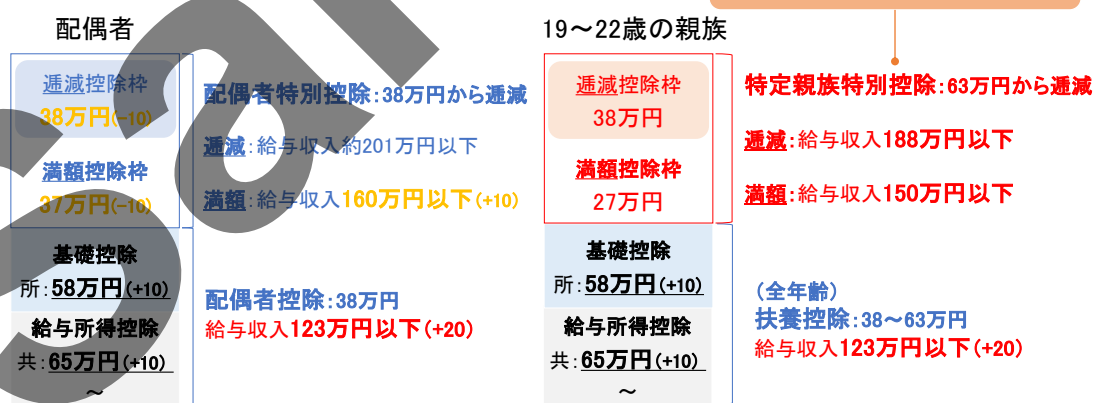 配偶者
逓減控除枠
38万円(-10)
満額控除枠
37万円(-10)
基礎控除
所:58万円(+10)
給与所得控除
共:65万円(+10)
~
配偶者特別控除:38万円から逓減
逓減:給与収入約201万円以下
満額:給与収入160万円以下(+10)
配偶者控除:38万円
給与収入123万円以下(+20)
19~22歳の親族
逓減控除枠
38万円
満額控除枠
27万円
基礎控除
所:58万円(+10)
給与所得控除
共:65万円(+10)
~
特定親族特別控除:63万円から逓減
逓減:給与収入188万円以下
満額:給与収入150万円以下
(全年齢)
扶養控除:38~63万円
給与収入123万円以下(+20)